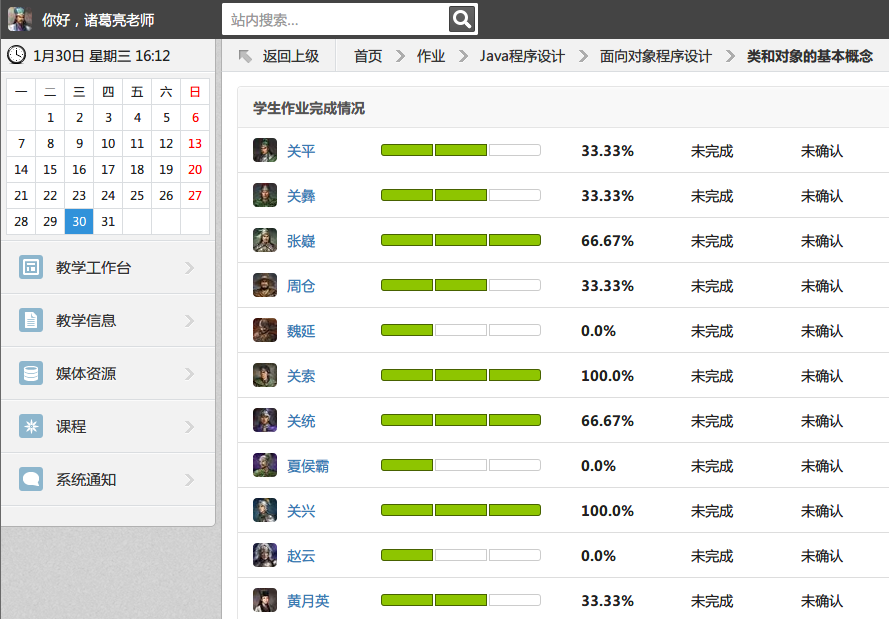 你好，诸葛亮老师
站内搜索...
1月30日 星期三 16:12
返回上级 首页 作业 Java程序设计 面向对象程序设计 类和对象的基本概念
一 二 三 四 五 六 日
1 2 3 4 5 6
7 8 9 10 11 12 13
14 15 16 17 18 19 20
21 22 23 24 25 26 27
28 29 30 31
教学工作台
教学信息
媒体资源
课程
系统通知
学生作业完成情况
关平 33.33% 未完成 未确认
关彝 33.33% 未完成 未确认
张嶷 66.67% 未完成 未确认
周仓 33.33% 未完成 未确认
魏延 0.0% 未完成 未确认
关索 100.0% 未完成 未确认
关统 66.67% 未完成 未确认
夏侯霸 0.0% 未完成 未确认
关兴 100.0% 未完成 未确认
赵云 0.0% 未完成 未确认
黄月英 33.33% 未完成 未确认